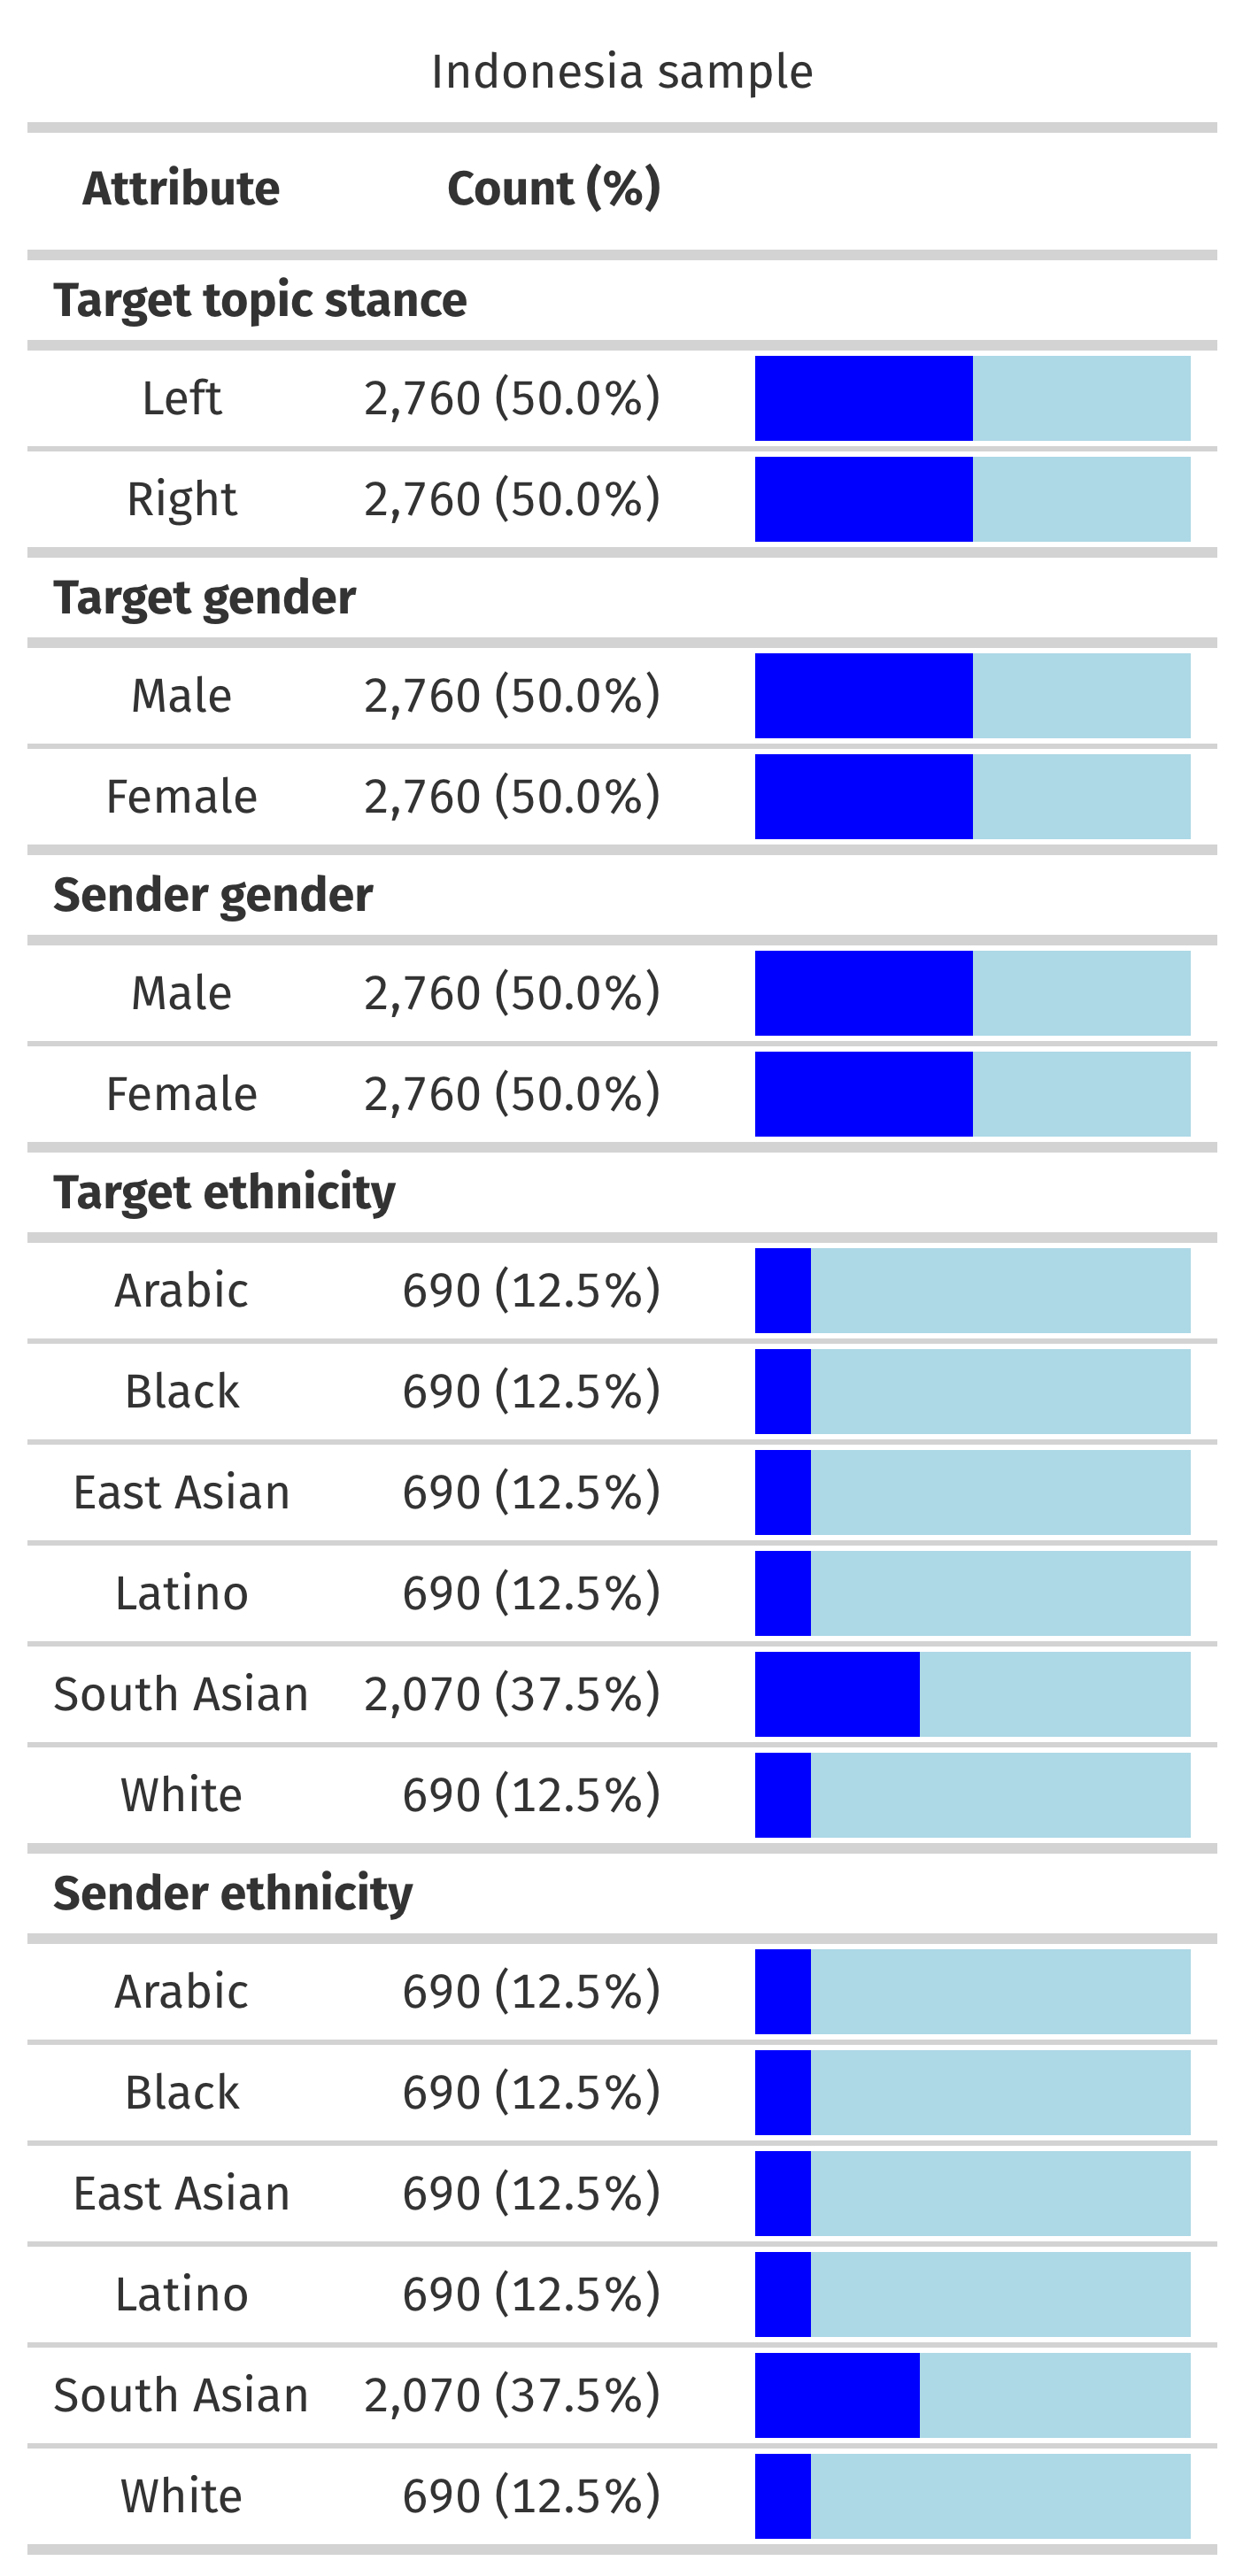 Indonesia sample
Attribute Count (%)
Target topic stance
Left 2,760 (50.0%)
Right 2,760 (50.0%)
Target gender
Male 2,760 (50.0%)
Female 2,760 (50.0%)
Sender gender
Male 2,760 (50.0%)
Female 2,760 (50.0%)
Target ethnicity
Arabic 690 (12.5%)
Black 690 (12.5%)
East Asian 690 (12.5%)
Latino 690 (12.5%)
South Asian 2,070 (37.5%)
White 690 (12.5%)
Sender ethnicity
Arabic 690 (12.5%)
Black 690 (12.5%)
East Asian 690 (12.5%)
Latino 690 (12.5%)
South Asian 2,070 (37.5%)
White 690 (12.5%)